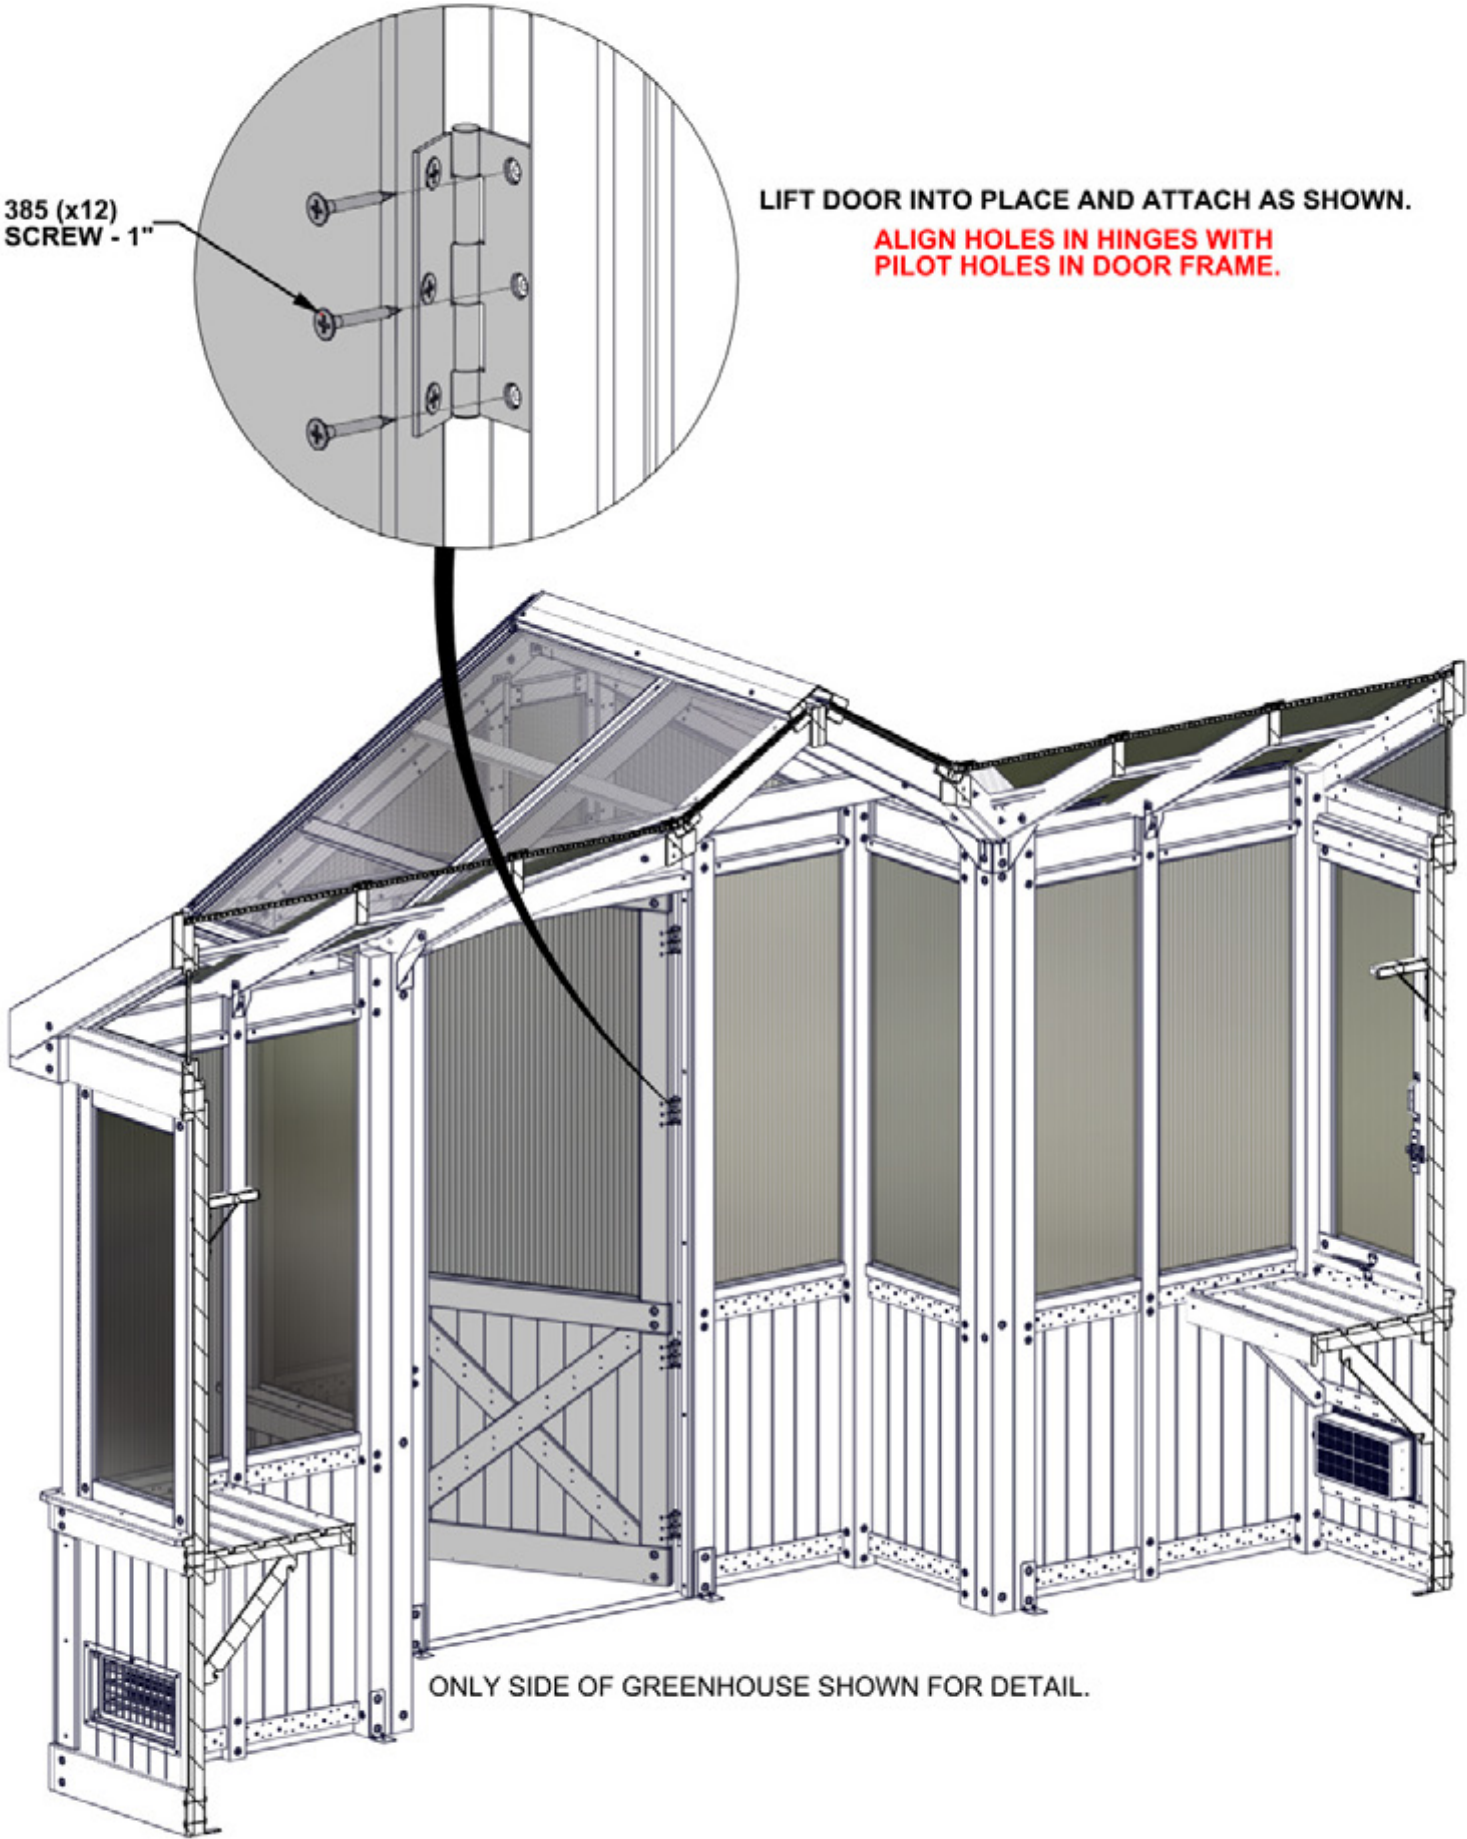 385 (x12)
SCREW - 1"
LIFT DOOR INTO PLACE AND ATTACH AS SHOWN.
ALIGN HOLES IN HINGES WITH
PILOT HOLES IN DOOR FRAME.
ONLY SIDE OF GREENHOUSE SHOWN FOR DETAIL.